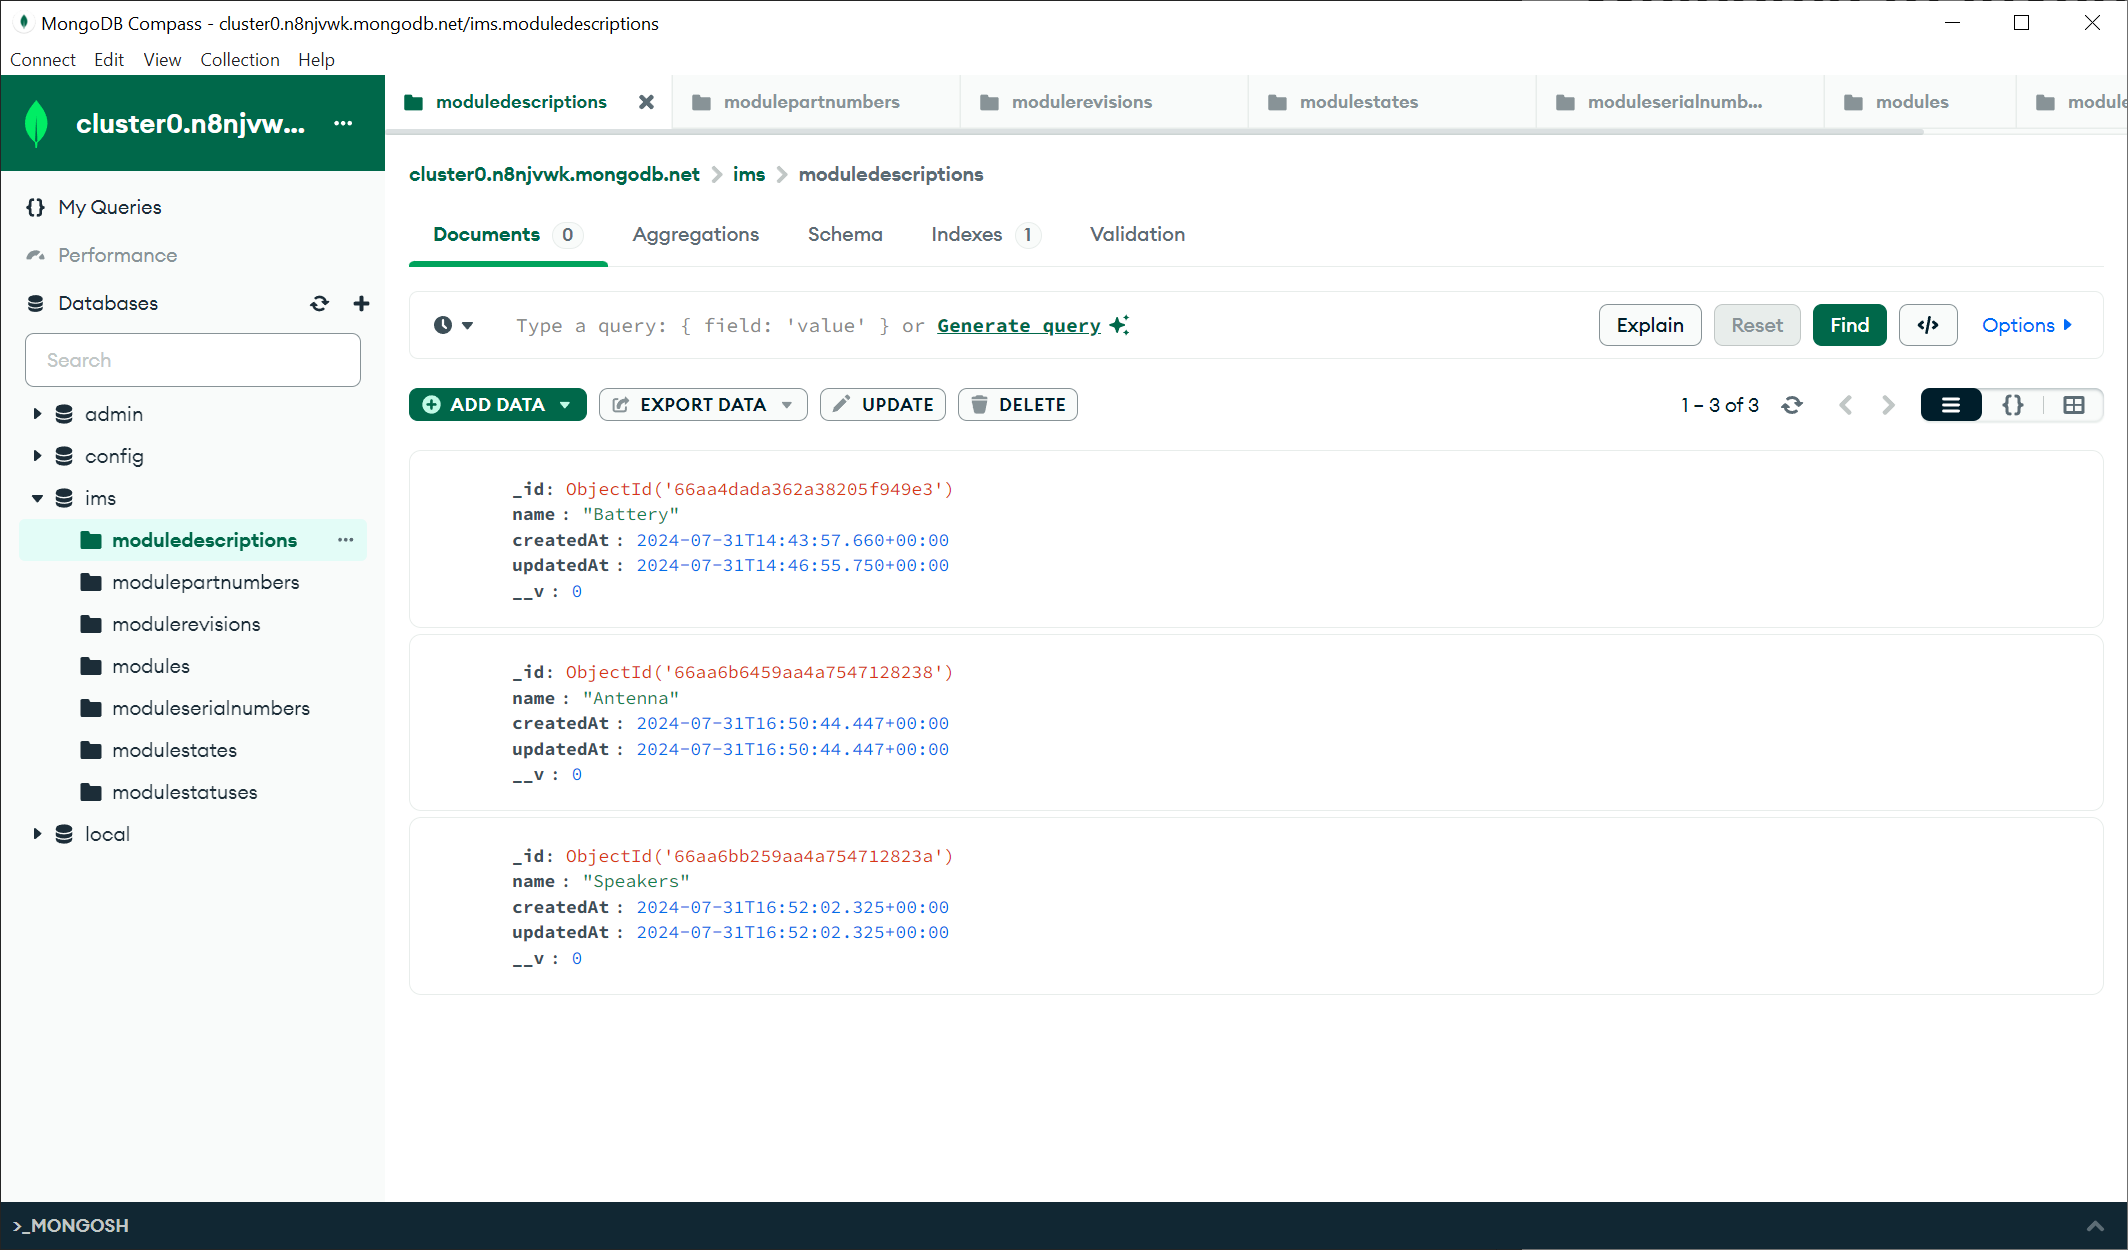 MongoDB Compass - cluster0.n8njvwk.mongodb.net/ims.moduledescriptions
Connect Edit View Collection Help
cluster0.n8njvw...
moduledescriptions modulepartnumbers modulerevisions modulestates moduleserialnumb... modules module
cluster0.n8njvwk.mongodb.net > ims > moduledescriptions
My Queries
Performance
Databases
Search
admin
config
ims
moduledescriptions
modulepartnumbers
modulerevisions
modules
moduleserialnumbers
modulestates
modulestatuses
local
Documents 0 Aggregations Schema Indexes 1 Validation
Type a query: { field: 'value' } or Generate query
Explain Reset Find </> Options
ADD DATA EXPORT DATA UPDATE DELETE
1 – 3 of 3 {}
_id: ObjectId('66aa4dada362a38205f949e3')
name : "Battery"
createdAt : 2024-07-31T14:43:57.660+00:00
updatedAt : 2024-07-31T14:46:55.750+00:00
__v : 0
_id: ObjectId('66aa6b6459aa4a7547128238')
name : "Antenna"
createdAt : 2024-07-31T16:50:44.447+00:00
updatedAt : 2024-07-31T16:50:44.447+00:00
__v : 0
_id: ObjectId('66aa6bb259aa4a754712823a')
name : "Speakers"
createdAt : 2024-07-31T16:52:02.325+00:00
updatedAt : 2024-07-31T16:52:02.325+00:00
__v : 0
>_MONGOSH